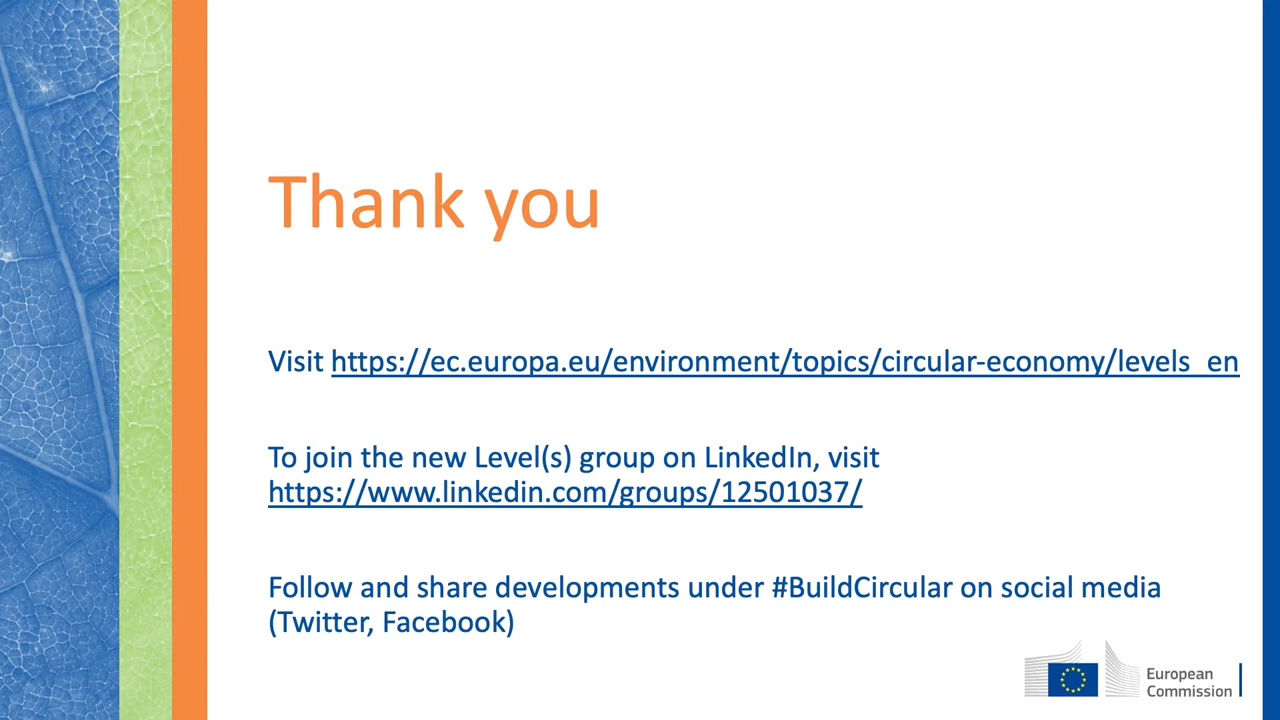 Thank you
Visit https://ec.europa.eu/environment/topics/circular-economy/levels_en
To join the new Level(s) group on LinkedIn, visit
https://www.linkedin.com/groups/12501037/
Follow and share developments under #BuildCircular on social media
(Twitter, Facebook)
European
Commission